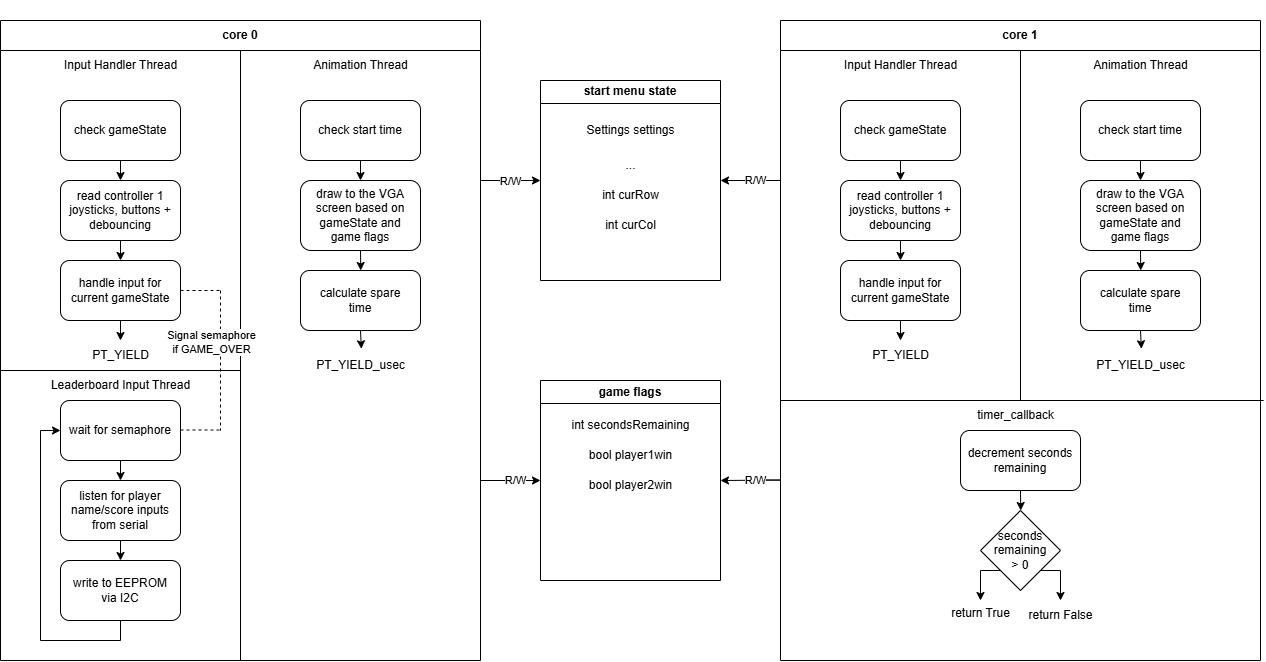 core 0
Input Handler Thread
check gameState
read controller 1
joysticks, buttons +
debouncing
handle input for
current gameState
PT_YIELD
Signal semaphore
if GAME_OVER
Leaderboard Input Thread
wait for semaphore
listen for player
name/score inputs
from serial
write to EEPROM
via I2C
Animation Thread
check start time
draw to the VGA
screen based on
gameState and
game flags
calculate spare
time
PT_YIELD_usec
R/W
R/W
start menu state
Settings settings
...
int curRow
int curCol
game flags
int secondsRemaining
bool player1win
bool player2win
R/W
R/W
core 1
Input Handler Thread
check gameState
read controller 1
joysticks, buttons +
debouncing
handle input for
current gameState
PT_YIELD
Animation Thread
check start time
draw to the VGA
screen based on
gameState and
game flags
calculate spare
time
PT_YIELD_usec
timer_callback
decrement seconds
remaining
seconds
remaining
> 0
return True
return False